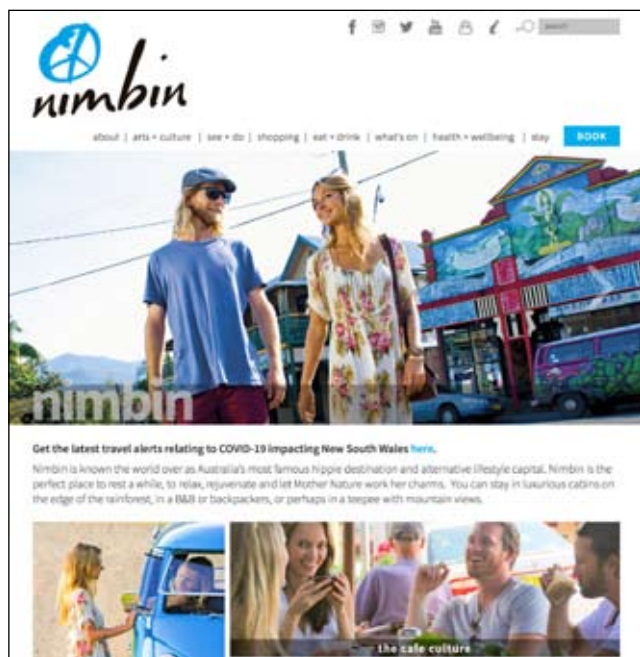 search
nimbin
about | arts + culture | see + do | shopping | eat + drink | what's on | health + wellbeing | stay BOOK
nimbin
Get the latest travel alerts relating to COVID-19 impacting New South Wales here.
Nimbin is known the world over as Australia's most famous hippie destination and alternative lifestyle capital. Nimbin is the
perfect place to rest a while, to relax, rejuvenate and let Mother Nature work her charms. You can stay in luxurious cabins on
the edge of the rainforest, in a B&B or backpackers, or perhaps in a teepee with mountain views.
the cafe culture